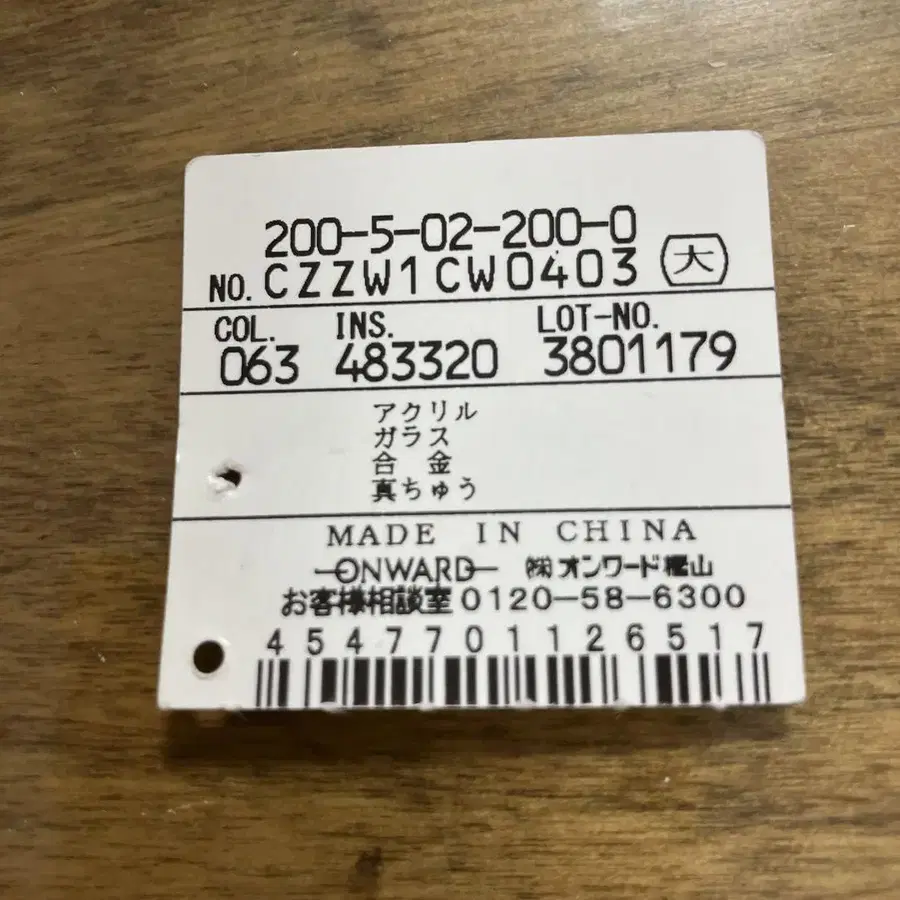 200-5-02-200-0
NO. CZZW1CW0403 大
COL. INS. LOT-NO.
063 483320 3801179
アクリル
ガラス
合 金
真ちゅう
MADE IN CHINA
ONWARD ㈱オンワード樫山
お客様相談室 0120-58-6300
4547701126517